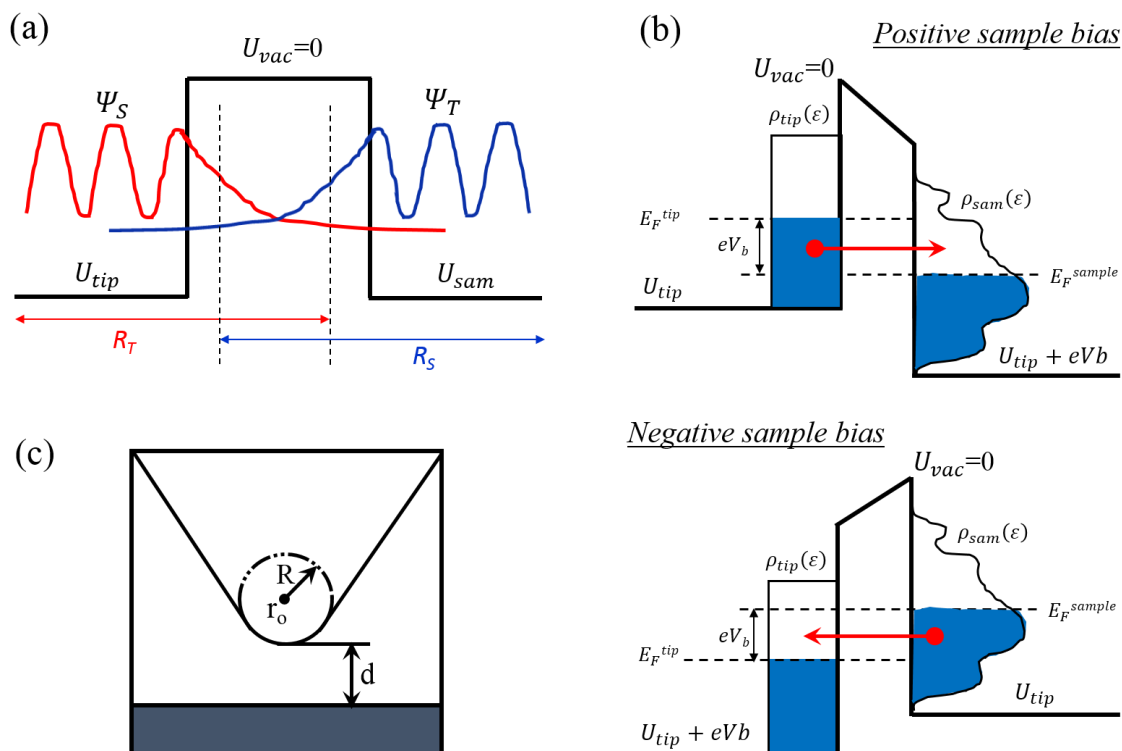 (a)
U_vac=0
Ψ_S
Ψ_T
U_tip
U_sam
R_T
R_S
(b)
Positive sample bias
U_vac=0
ρ_tip(ε)
ρ_sam(ε)
E_F^tip
eV_b
E_F^sample
U_tip
U_tip + eVb
Negative sample bias
U_vac=0
ρ_sam(ε)
ρ_tip(ε)
E_F^sample
eV_b
E_F^tip
U_tip
U_tip + eVb
(c)
R
r_o
d